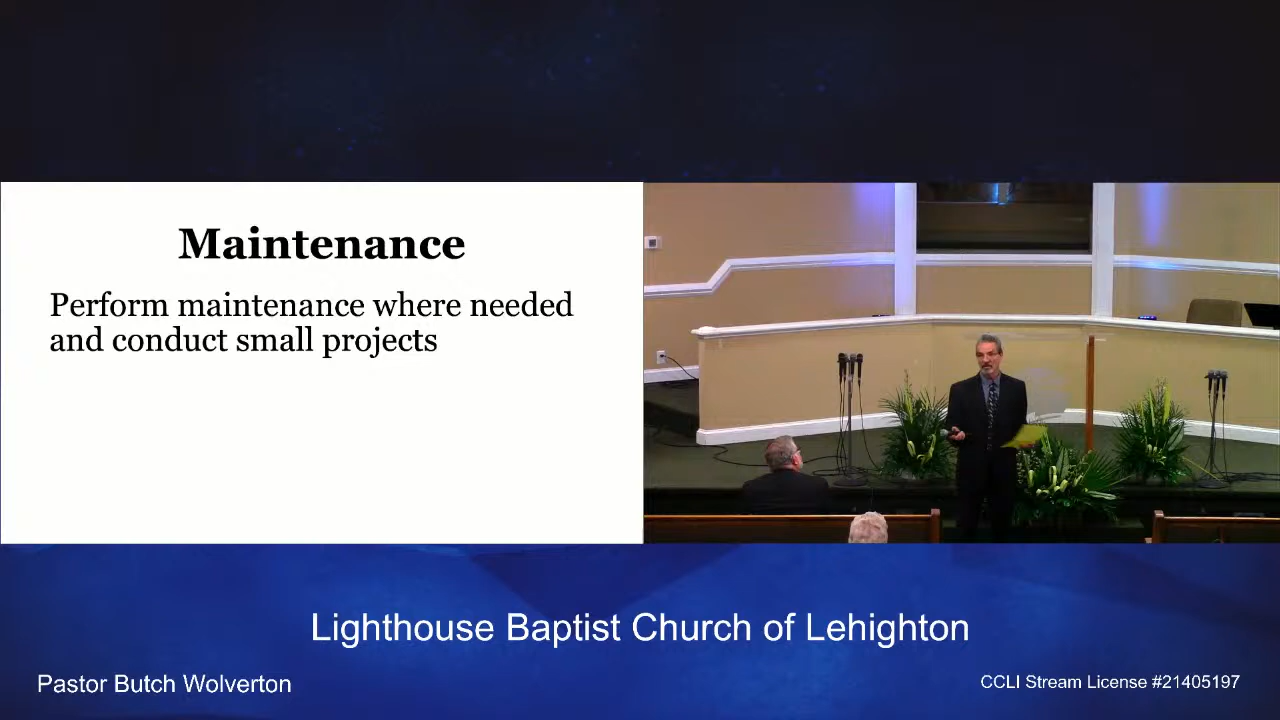 Maintenance
Perform maintenance where needed
and conduct small projects
Lighthouse Baptist Church of Lehighton
Pastor Butch Wolverton
CCLI Stream License #21405197